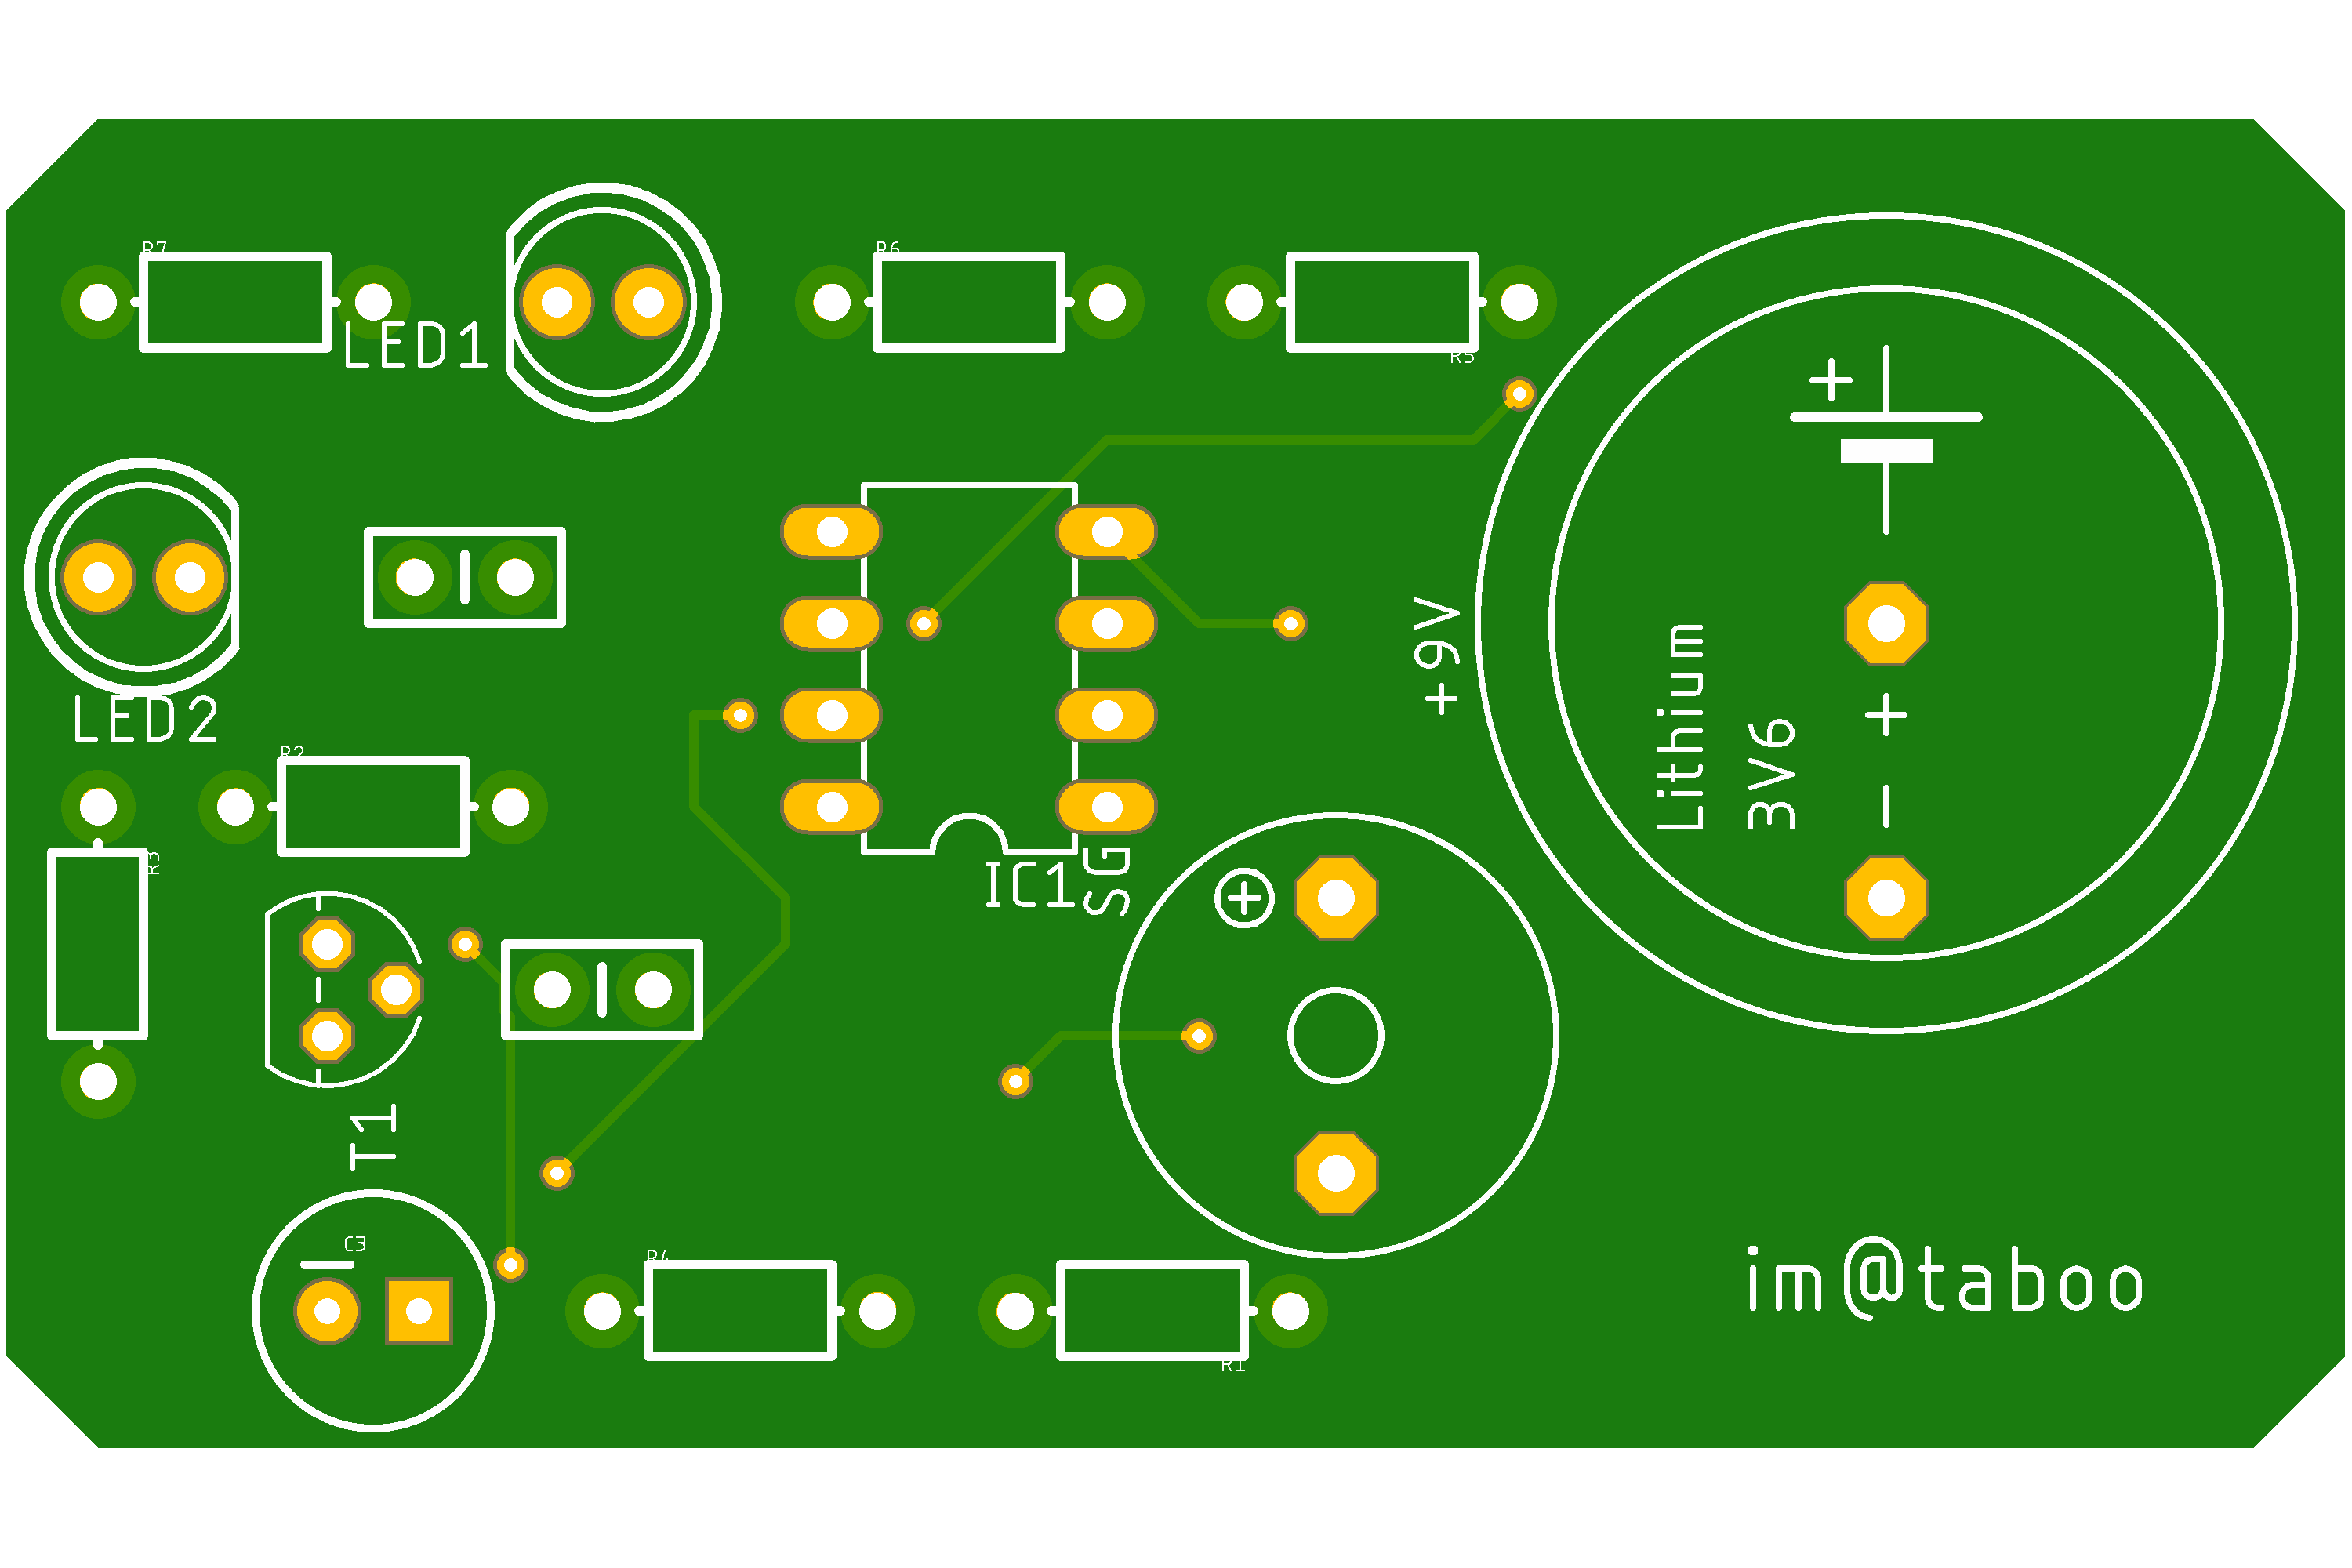 R7
R6
LED1
R5
+9V
Lithium
3V6
LED2
R2
R3
IC1
SG
T1
C3
R4
R1
im@taboo